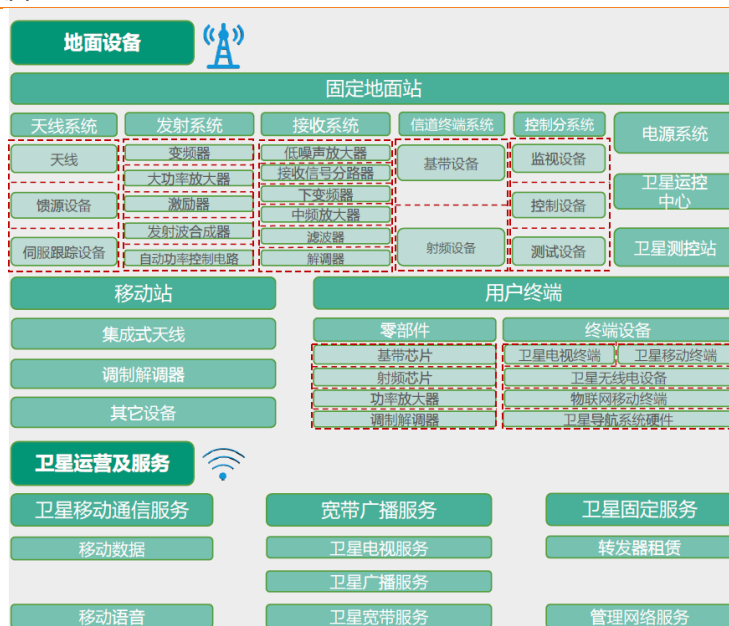 地面设备
固定地面站
天线系统 发射系统 接收系统 信道终端系统 控制分系统 电源系统
天线 变频器 低噪声放大器 基带设备 监视设备
大功率放大器 接收信号分路器
馈源设备 激励器 下变频器 控制设备 卫星运控
中心
发射波合成器 中频放大器
伺服跟踪设备 自动功率控制电路 滤波器 射频设备 测试设备 卫星测控站
解调器
移动站 用户终端
集成式天线 零部件 终端设备
基带芯片 卫星电视终端 卫星移动终端
调制解调器 射频芯片 卫星无线电设备
功率放大器 物联网移动终端
其它设备 调制解调器 卫星导航系统硬件
卫星运营及服务
卫星移动通信服务 宽带广播服务 卫星固定服务
移动数据 卫星电视服务 转发器租赁
卫星广播服务
移动语音 卫星宽带服务 管理网络服务